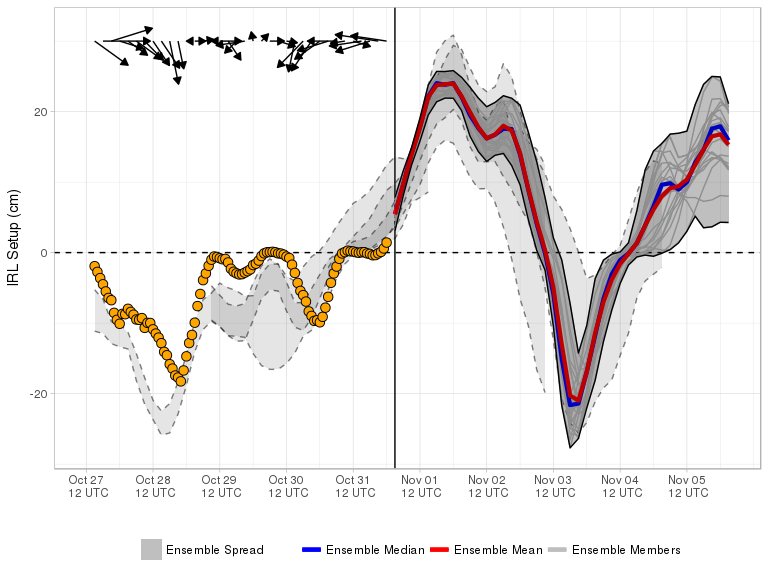 IRL Setup (cm)
20
0
-20
Oct 27 Oct 28 Oct 29 Oct 30 Oct 31 Nov 01 Nov 02 Nov 03 Nov 04 Nov 05
12 UTC 12 UTC 12 UTC 12 UTC 12 UTC 12 UTC 12 UTC 12 UTC 12 UTC 12 UTC
Ensemble Spread Ensemble Median Ensemble Mean Ensemble Members